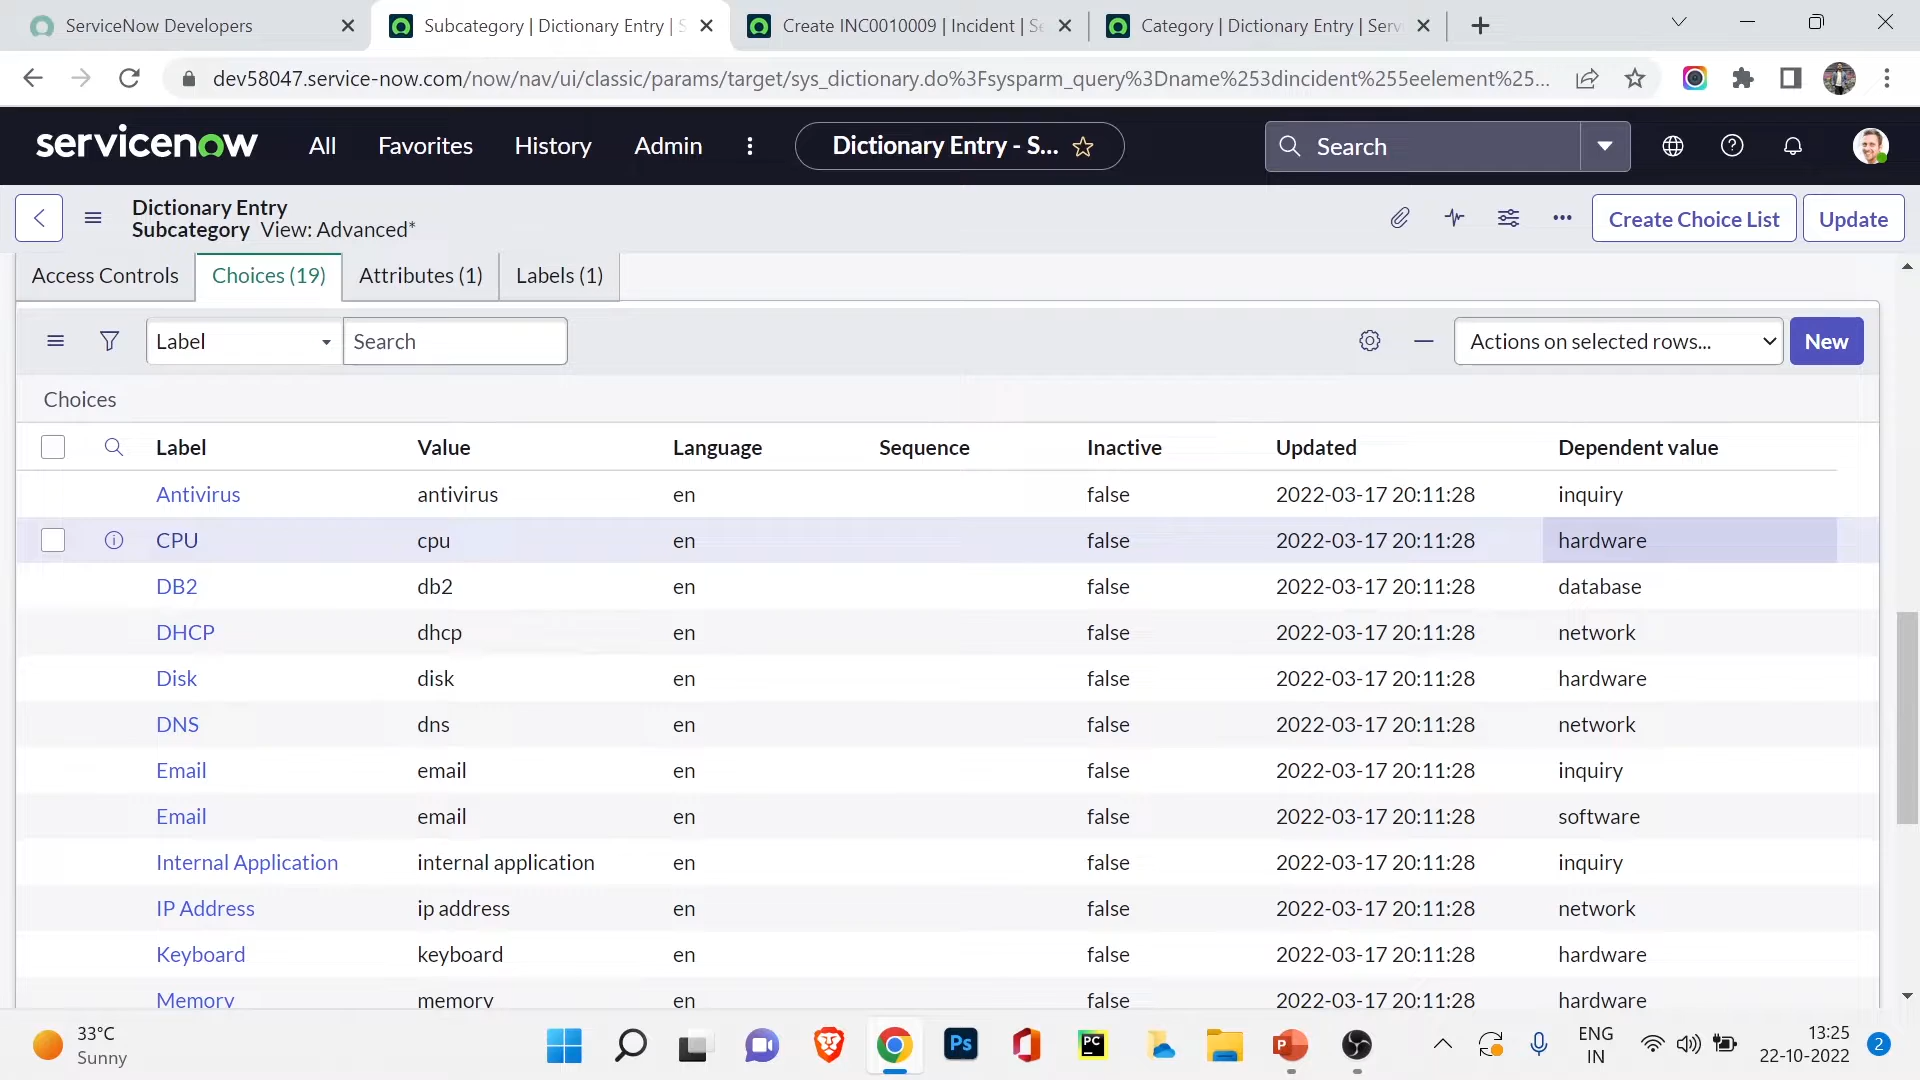 ServiceNow Developers
Subcategory | Dictionary Entry | S
Create INC0010009 | Incident | Se
Category | Dictionary Entry | Serv
dev58047.service-now.com/now/nav/ui/classic/params/target/sys_dictionary.do%3Fsysparm_query%3Dname%253dincident%255eelement%25...
servicenow
All
Favorites
History
Admin
Dictionary Entry - S...
Search
Dictionary Entry
Subcategory View: Advanced*
Create Choice List
Update
Access Controls
Choices (19)
Attributes (1)
Labels (1)
Label
Search
Actions on selected rows...
New
Choices
Label Value Language Sequence Inactive Updated Dependent value
Antivirus antivirus en false 2022-03-17 20:11:28 inquiry
CPU cpu en false 2022-03-17 20:11:28 hardware
DB2 db2 en false 2022-03-17 20:11:28 database
DHCP dhcp en false 2022-03-17 20:11:28 network
Disk disk en false 2022-03-17 20:11:28 hardware
DNS dns en false 2022-03-17 20:11:28 network
Email email en false 2022-03-17 20:11:28 inquiry
Email email en false 2022-03-17 20:11:28 software
Internal Application internal application en false 2022-03-17 20:11:28 inquiry
IP Address ip address en false 2022-03-17 20:11:28 network
Keyboard keyboard en false 2022-03-17 20:11:28 hardware
Memory memory en false 2022-03-17 20:11:28 hardware
33°C
Sunny
Ps
PC
P
ENG
IN
13:25
22-10-2022
2